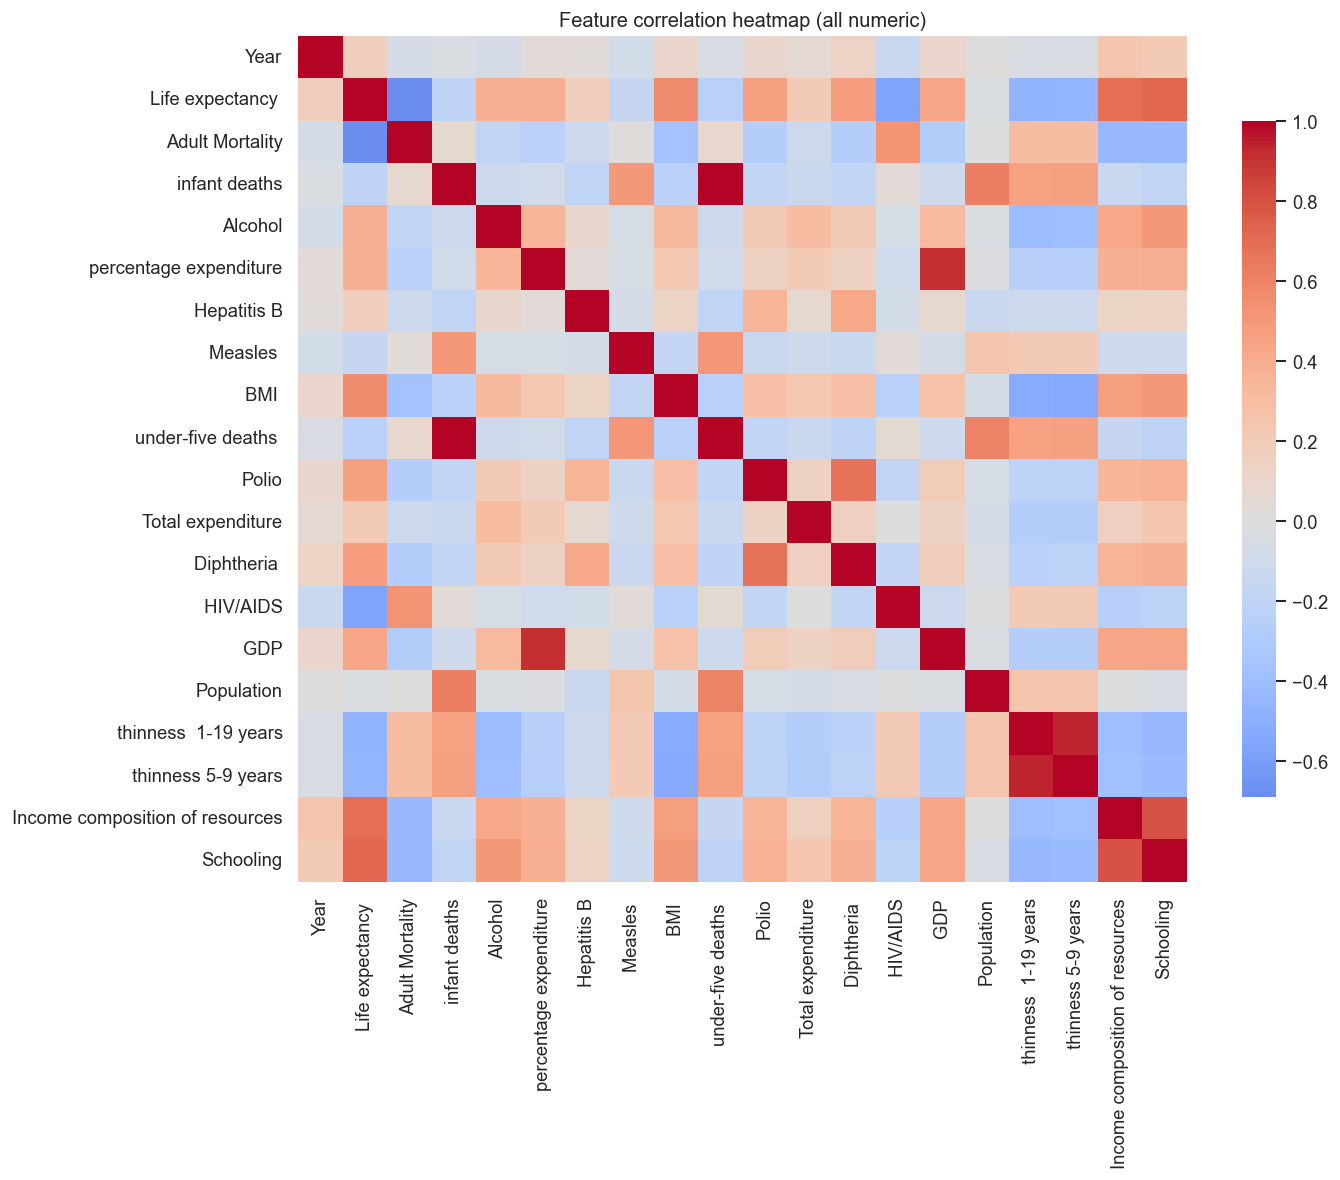 Feature correlation heatmap (all numeric)
Year
Life expectancy
Adult Mortality
infant deaths
Alcohol
percentage expenditure
Hepatitis B
Measles
BMI
under-five deaths
Polio
Total expenditure
Diphtheria
HIV/AIDS
GDP
Population
thinness  1-19 years
thinness 5-9 years
Income composition of resources
Schooling
Year
Life expectancy
Adult Mortality
infant deaths
Alcohol
percentage expenditure
Hepatitis B
Measles
BMI
under-five deaths
Polio
Total expenditure
Diphtheria
HIV/AIDS
GDP
Population
thinness  1-19 years
thinness 5-9 years
Income composition of resources
Schooling
1.0
0.8
0.6
0.4
0.2
0.0
−0.2
−0.4
−0.6